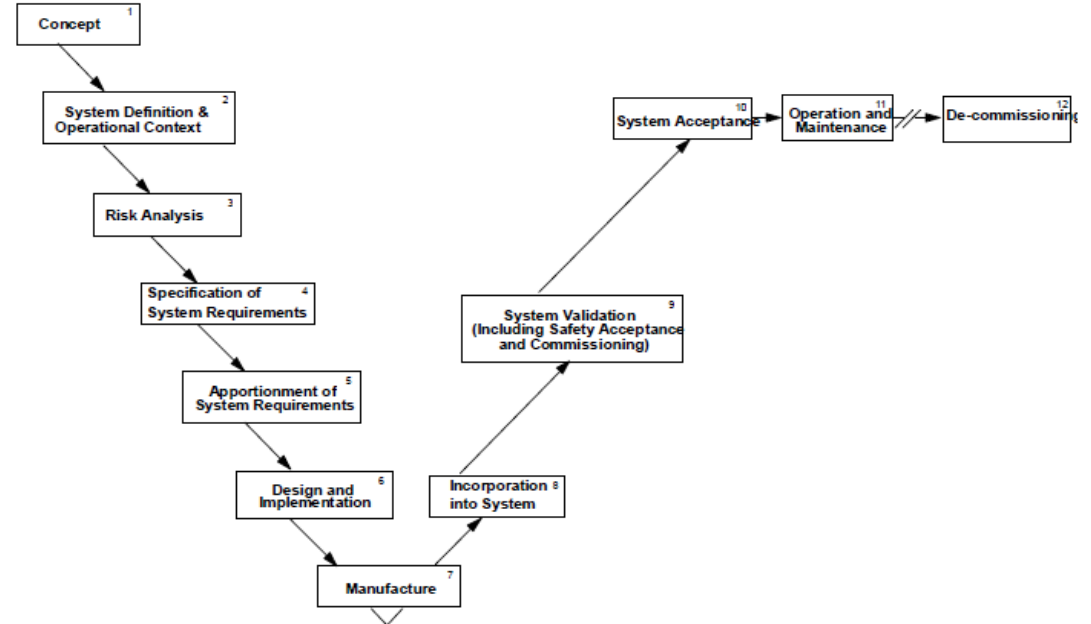 Concept 1
System Definition & 2
Operational Context
Risk Analysis 3
Specification of 4
System Requirements
Apportionment of 5
System Requirements
Design and 6
Implementation
Manufacture 7
Incorporation 8
into System
System Validation 9
(Including Safety Acceptance
and Commissioning)
System Acceptance 10
Operation and 11
Maintenance
De-commissioning 12